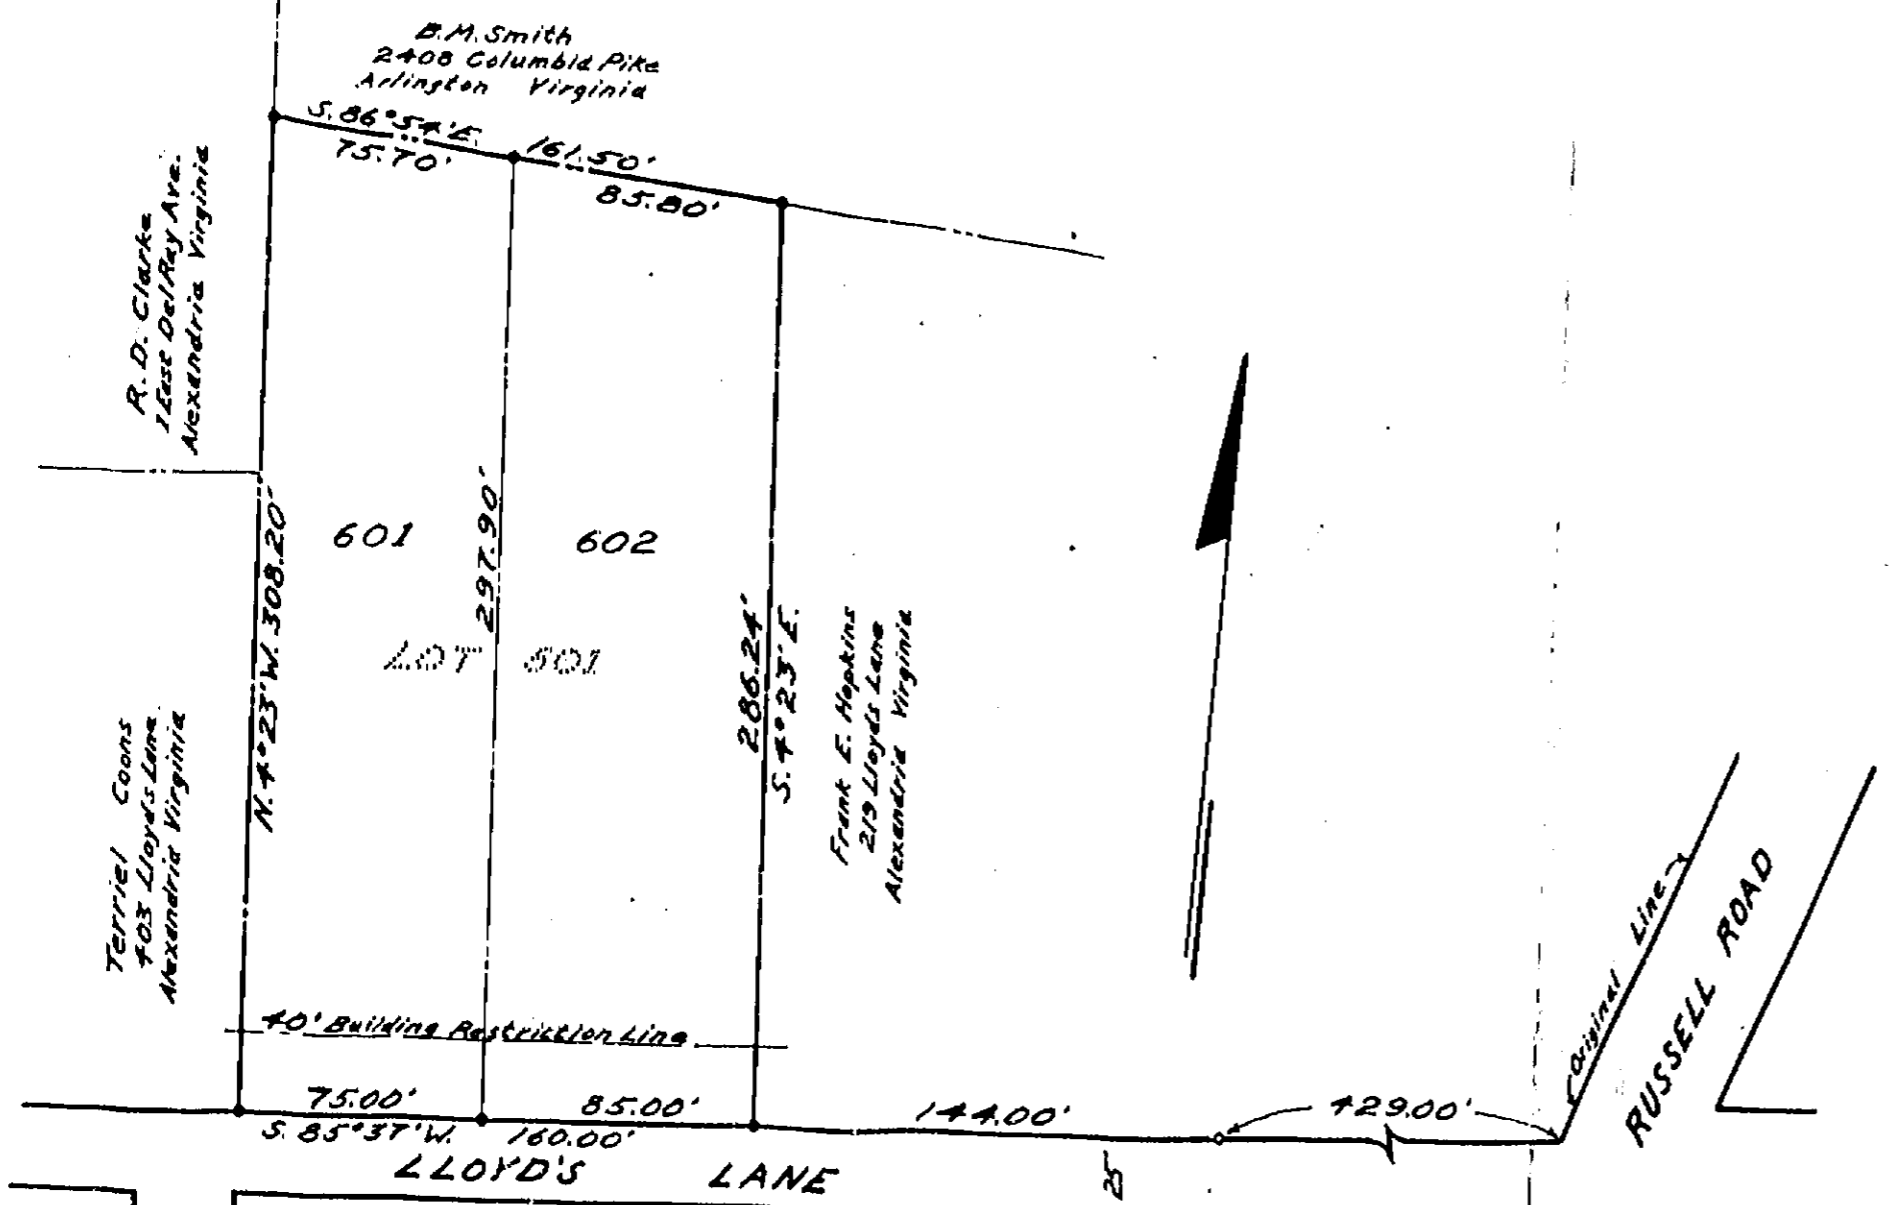 B.M. Smith
2408 Columbia Pike
Arlington Virginia
S. 86°54'E. 161.50'
75.70'
85.80'
R. D. Clarke
1 East Del Ray Ave.
Alexandria Virginia
601
602
297.90'
LOT 501
N. 4°23'W. 308.20'
286.24'
S. 4°23'E.
Frank E. Hopkins
219 Lloyds Lane
Alexandria Virginia
Terriel Coons
403 Lloyds Lane
Alexandria Virginia
40' Building Restriction Line
75.00'
85.00'
144.00'
429.00'
S. 85°37'W. 160.00'
LLOYD'S LANE
25
Original Line
RUSSELL ROAD